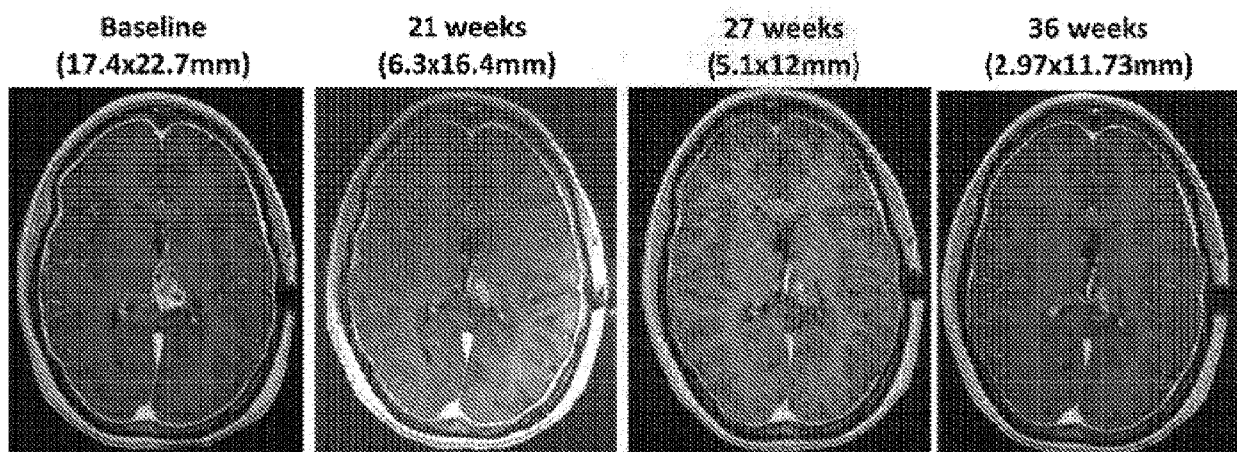 Baseline
(17.4x22.7mm)
21 weeks
(6.3x16.4mm)
27 weeks
(5.1x12mm)
36 weeks
(2.97x11.73mm)